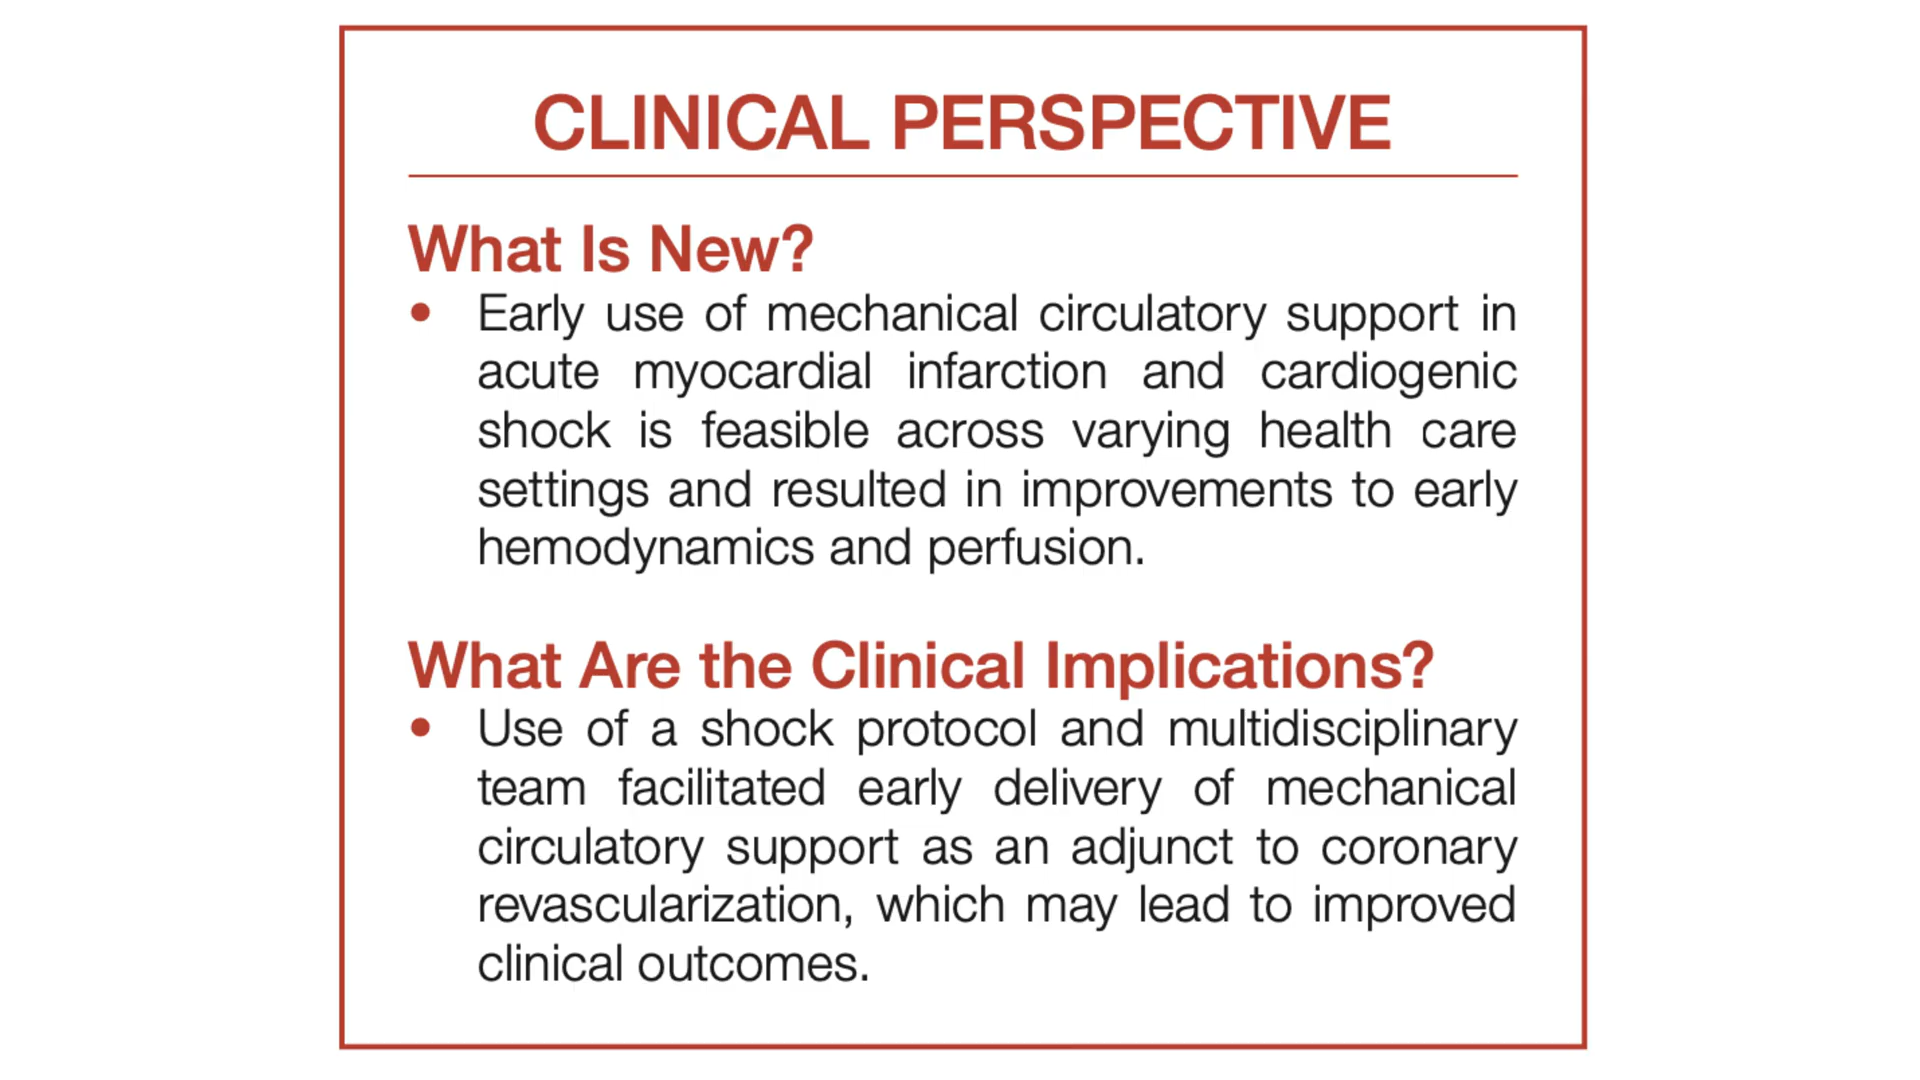 CLINICAL PERSPECTIVE
What Is New?
• Early use of mechanical circulatory support in
acute myocardial infarction and cardiogenic
shock is feasible across varying health care
settings and resulted in improvements to early
hemodynamics and perfusion.
What Are the Clinical Implications?
• Use of a shock protocol and multidisciplinary
team facilitated early delivery of mechanical
circulatory support as an adjunct to coronary
revascularization, which may lead to improved
clinical outcomes.